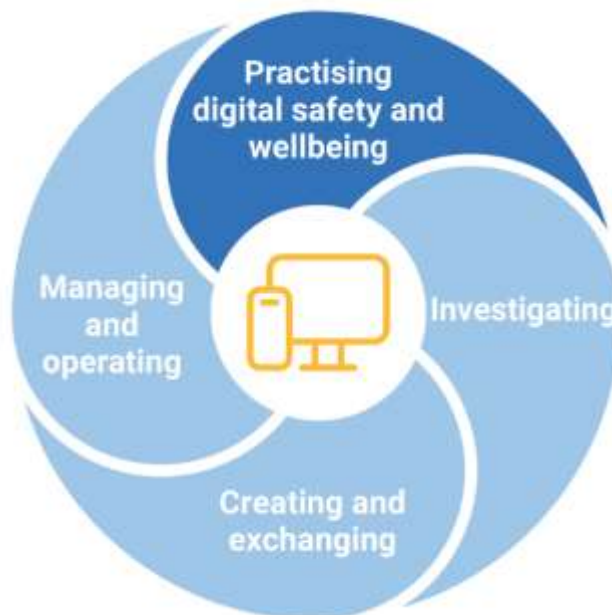 Practising
digital safety and
wellbeing
Managing
and
operating
Investigating
Creating and
exchanging